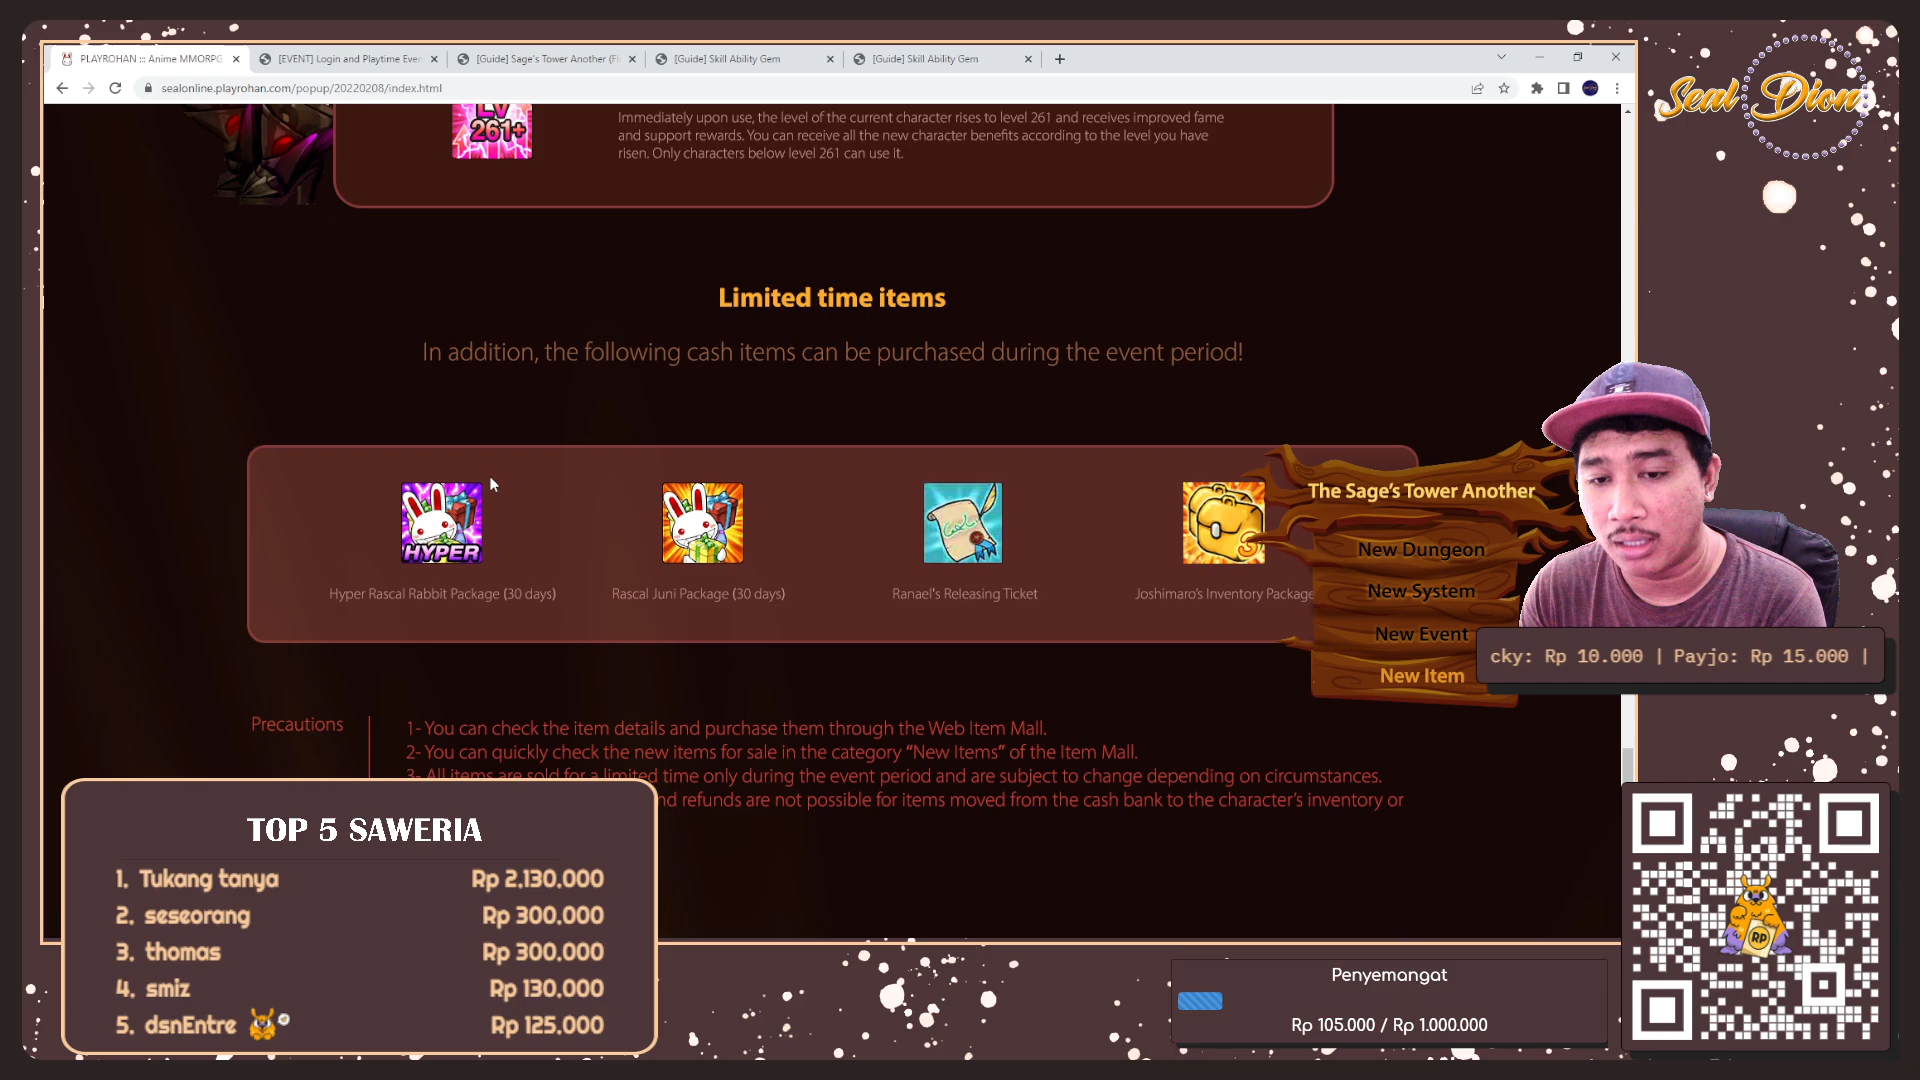 PLAYROHAN ::: Anime MMORPG
[EVENT] Login and Playtime Even
[Guide] Sage's Tower Another (Fl
[Guide] Skill Ability Gem
[Guide] Skill Ability Gem
sealonline.playrohan.com/popup/20220208/index.html
Seal Dion
LV
261+
Immediately upon use, the level of the current character rises to level 261 and receives improved fame
and support rewards. You can receive all the new character benefits according to the level you have
risen. Only characters below level 261 can use it.
Limited time items
In addition, the following cash items can be purchased during the event period!
HYPER
3
Hyper Rascal Rabbit Package (30 days)
Rascal Juni Package (30 days)
Ranael's Releasing Ticket
Joshimaro's Inventory Package
The Sage's Tower Another
New Dungeon
New System
New Event
New Item
cky: Rp 10.000 | Payjo: Rp 15.000 |
Precautions
1- You can check the item details and purchase them through the Web Item Mall.
2- You can quickly check the new items for sale in the category "New Items" of the Item Mall.
3- All items are sold for a limited time only during the event period and are subject to change depending on circumstances.
nd refunds are not possible for items moved from the cash bank to the character's inventory or
TOP 5 SAWERIA
1. Tukang tanya Rp 2.130.000
2. seseorang Rp 300.000
3. thomas Rp 300.000
4. smiz Rp 130.000
5. dsnEntre Rp 125.000
Penyemangat
Rp 105.000 / Rp 1.000.000
RP